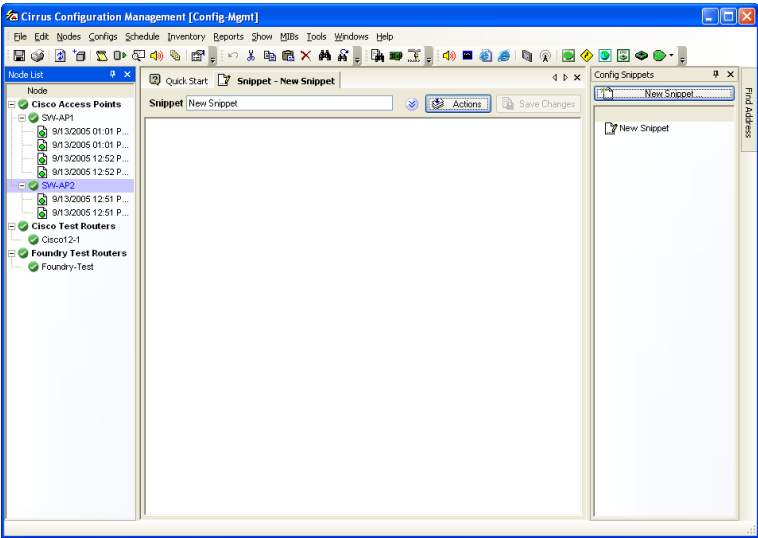 Cirrus Configuration Management [Config-Mgmt]
File Edit Nodes Configs Schedule Inventory Reports Show MIBs Tools Windows Help
Node List
Node
Cisco Access Points
SW-AP1
9/13/2005 01:01 P...
9/13/2005 01:01 P...
9/13/2005 12:52 P...
9/13/2005 12:52 P...
SW-AP2
9/13/2005 12:51 P...
9/13/2005 12:51 P...
Cisco Test Routers
Cisco12-1
Foundry Test Routers
Foundry-Test
Quick Start Snippet - New Snippet
Snippet New Snippet Actions Save Changes
Config Snippets
New Snippet...
New Snippet
Find Address